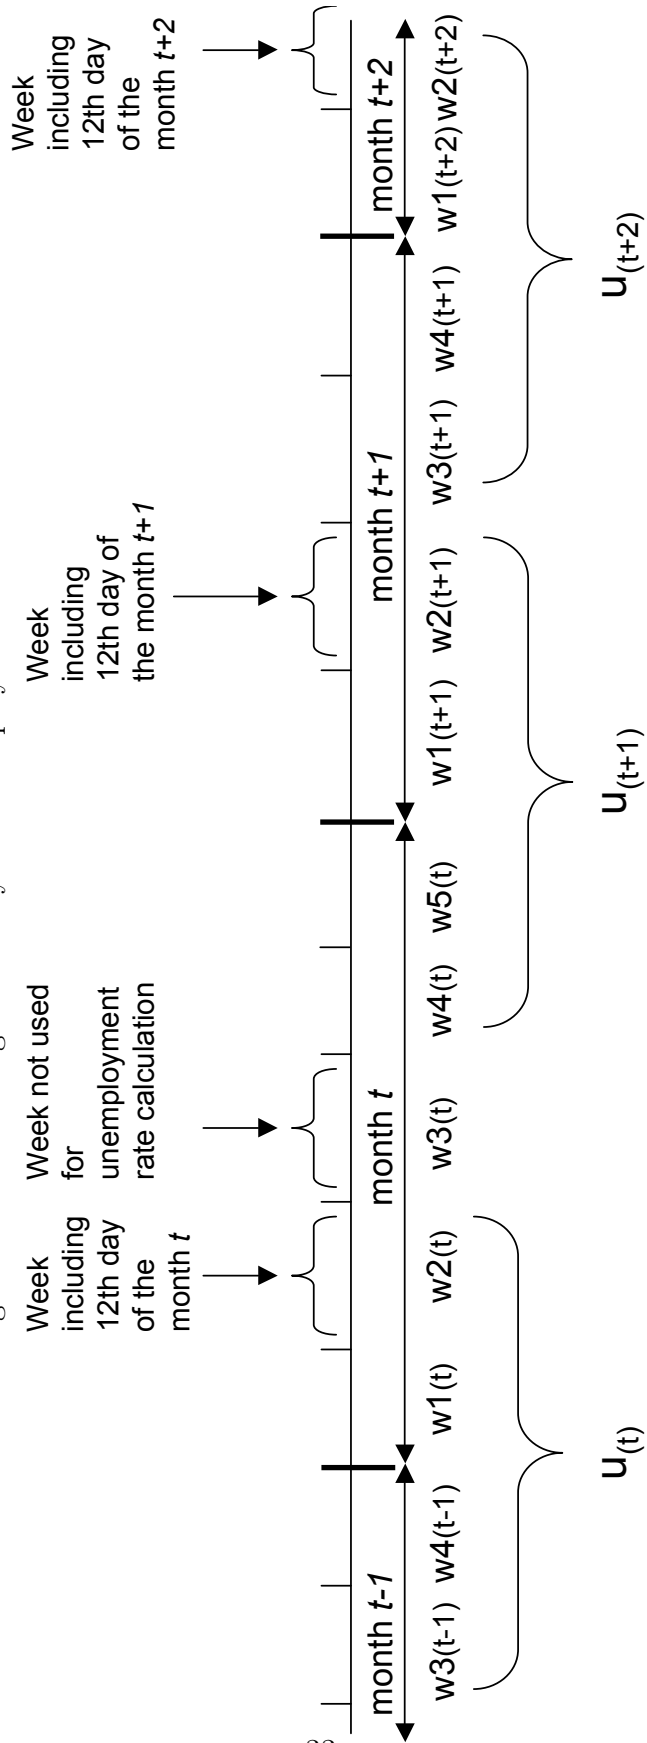 Week
including
12th day
of the
month t
Week not used
for
unemployment
rate calculation
Week
including
12th day of
the month t+1
Week
including
12th day
of the
month t+2
month t-1
month t
month t+1
month t+2
w3(t-1) w4(t-1) w1(t) w2(t) w3(t) w4(t) w5(t) w1(t+1) w2(t+1) w3(t+1) w4(t+1) w1(t+2) w2(t+2)
u(t)
u(t+1)
u(t+2)